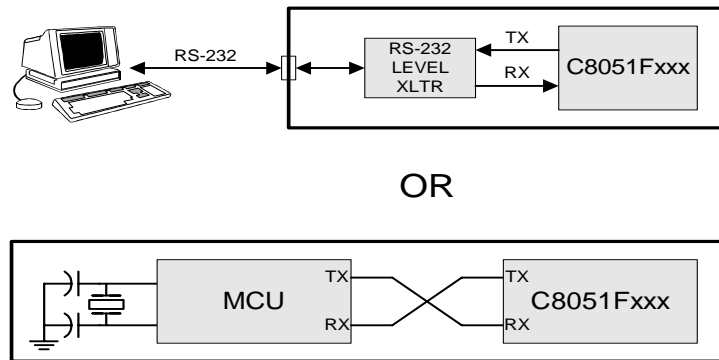 RS-232
RS-232
LEVEL
XLTR
TX
RX
C8051Fxxx
OR
MCU
TX
RX
TX
RX
C8051Fxxx